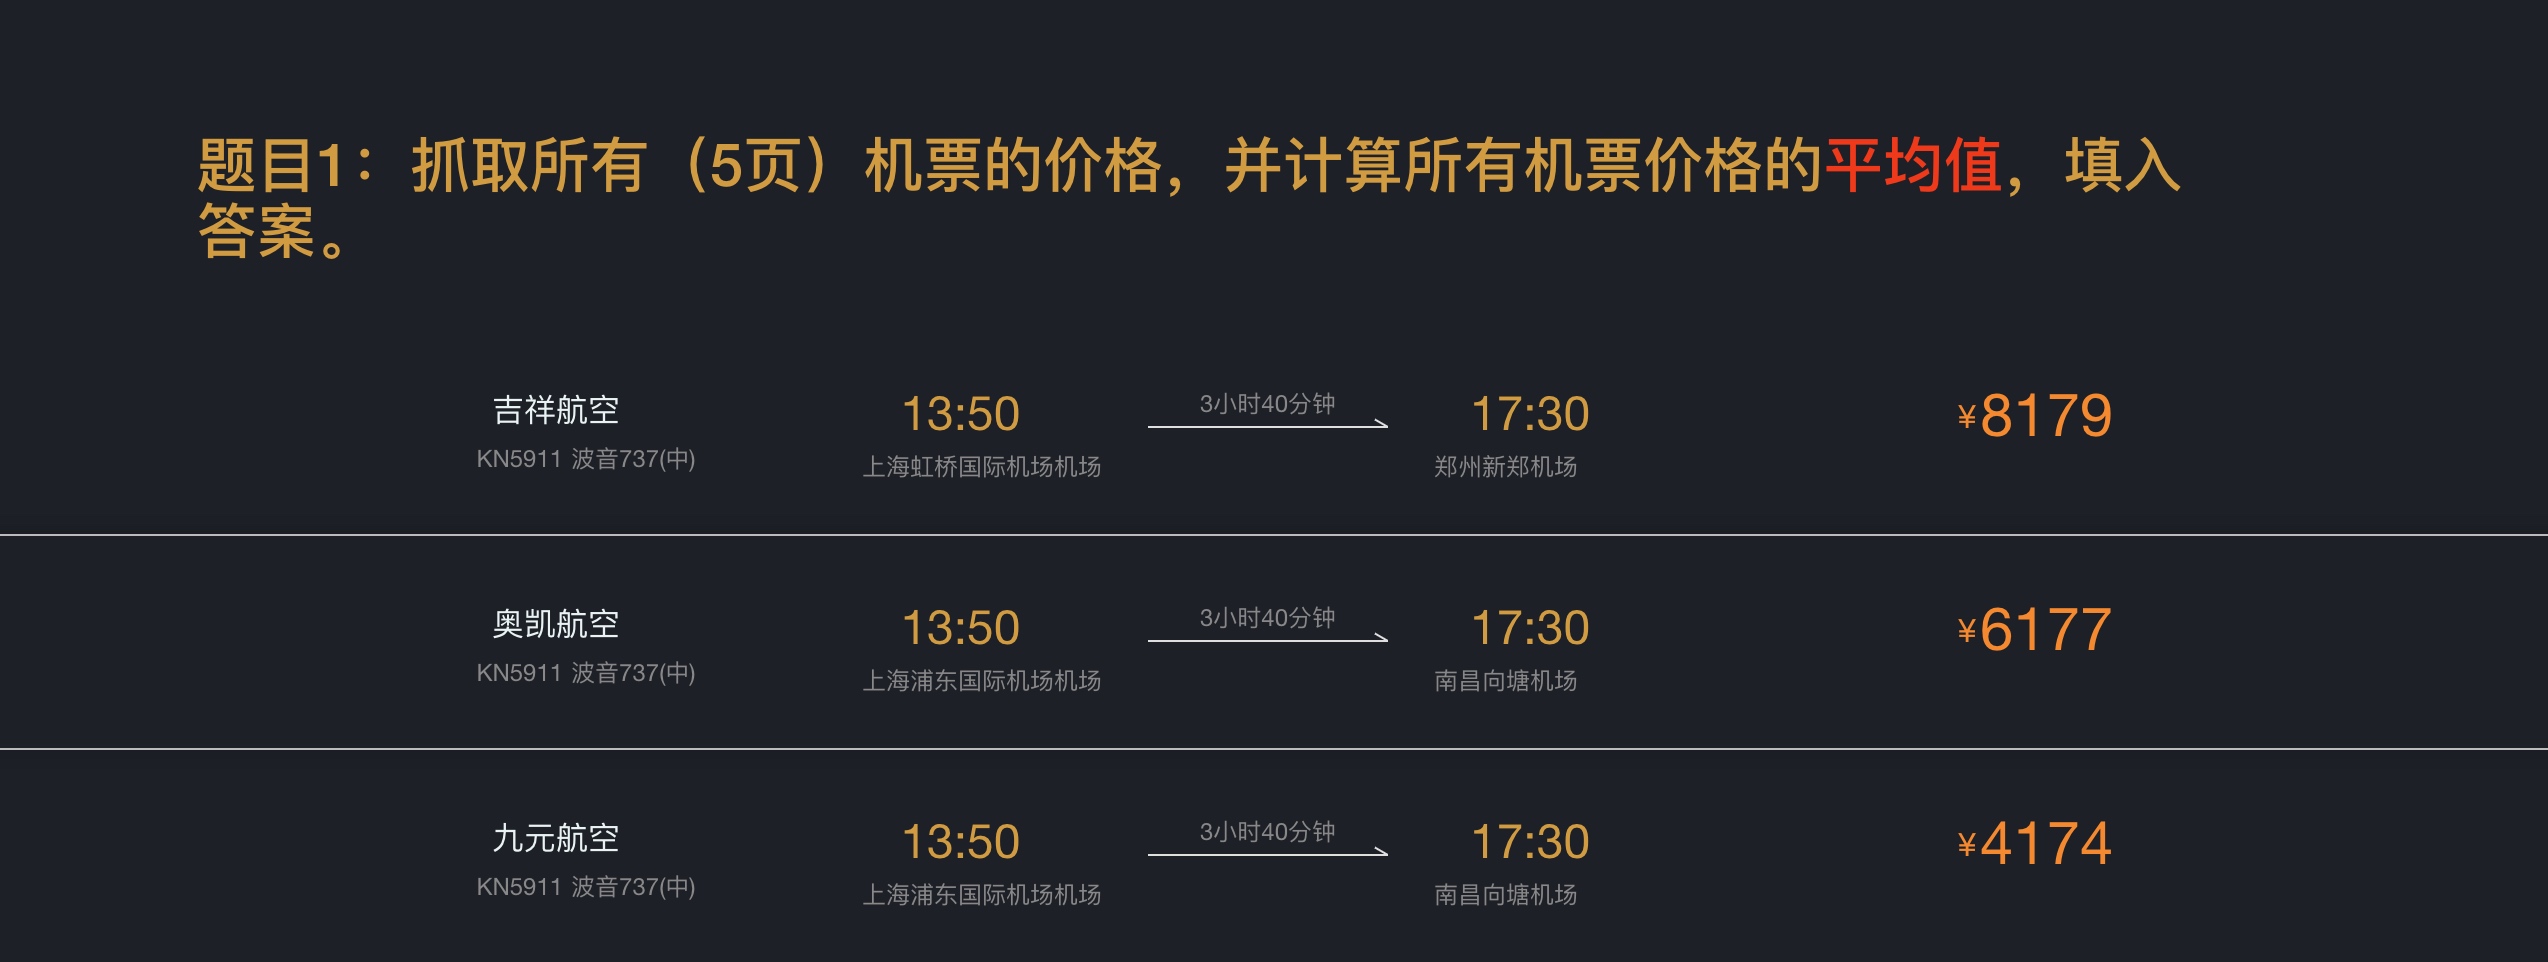 题目1：抓取所有（5页）机票的价格，并计算所有机票价格的平均值，填入
答案。
吉祥航空 13:50 3小时40分钟 17:30 ¥8179
KN5911 波音737(中) 上海虹桥国际机场机场 郑州新郑机场
奥凯航空 13:50 3小时40分钟 17:30 ¥6177
KN5911 波音737(中) 上海浦东国际机场机场 南昌向塘机场
九元航空 13:50 3小时40分钟 17:30 ¥4174
KN5911 波音737(中) 上海浦东国际机场机场 南昌向塘机场